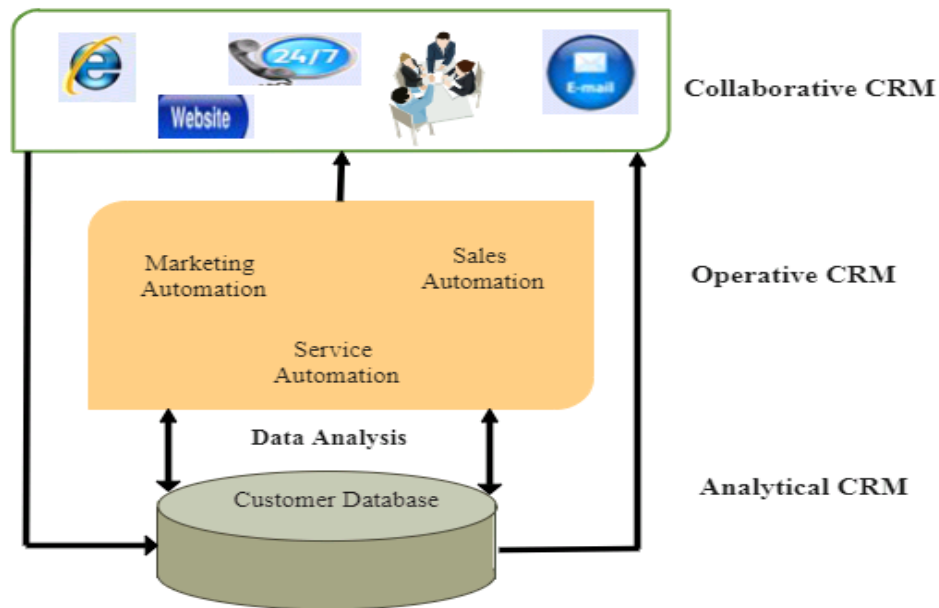 24/7
Website
E-mail
Collaborative CRM
Marketing
Automation
Sales
Automation
Operative CRM
Service
Automation
Data Analysis
Customer Database
Analytical CRM